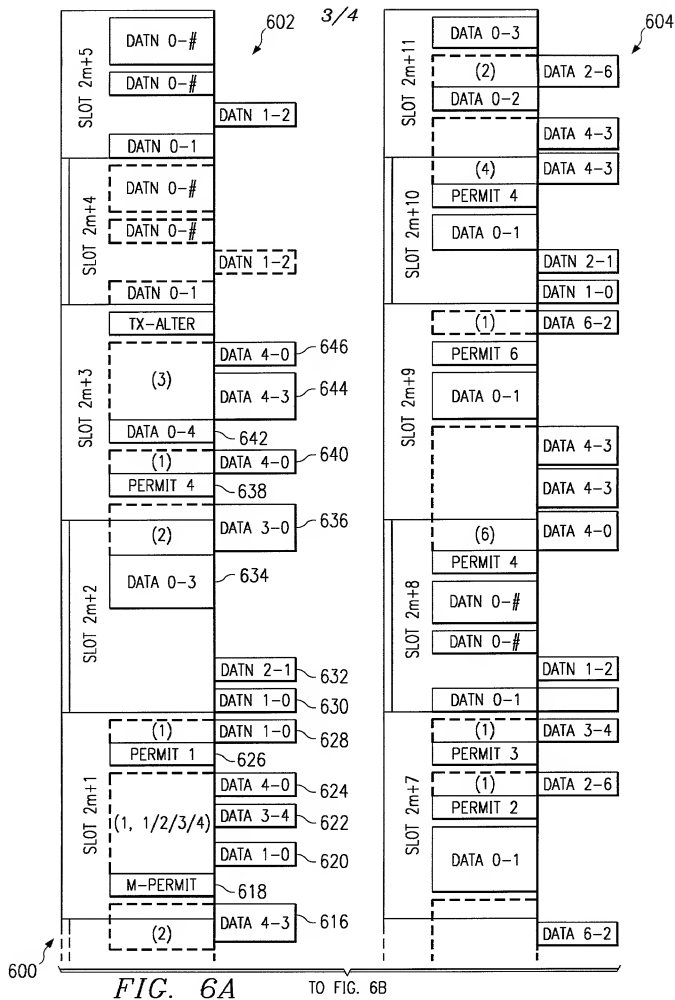 3/4
602
SLOT 2m+5
DATN 0-#
DATN 0-#
DATN 1-2
DATN 0-1
SLOT 2m+4
DATN 0-#
DATN 0-#
DATN 1-2
DATN 0-1
SLOT 2m+3
TX-ALTER
(3)
DATA 4-0
646
DATA 4-3
644
DATA 0-4
642
(1)
DATA 4-0
640
PERMIT 4
638
SLOT 2m+2
(2)
DATA 3-0
636
DATA 0-3
634
DATN 2-1
632
DATN 1-0
630
SLOT 2m+1
(1)
DATN 1-0
628
PERMIT 1
626
(1, 1/2/3/4)
DATA 4-0
624
DATA 3-4
622
DATA 1-0
620
M-PERMIT
618
(2)
DATA 4-3
616
600
604
SLOT 2m+11
DATA 0-3
(2)
DATA 2-6
DATA 0-2
DATA 4-3
SLOT 2m+10
(4)
DATA 4-3
PERMIT 4
DATA 0-1
DATN 2-1
DATN 1-0
SLOT 2m+9
(1)
DATA 6-2
PERMIT 6
DATA 0-1
DATA 4-3
DATA 4-3
SLOT 2m+8
(6)
DATA 4-0
PERMIT 4
DATN 0-#
DATN 0-#
DATN 1-2
DATN 0-1
SLOT 2m+7
(1)
DATA 3-4
PERMIT 3
(1)
DATA 2-6
PERMIT 2
DATA 0-1
DATA 6-2
FIG. 6A
TO FIG. 6B